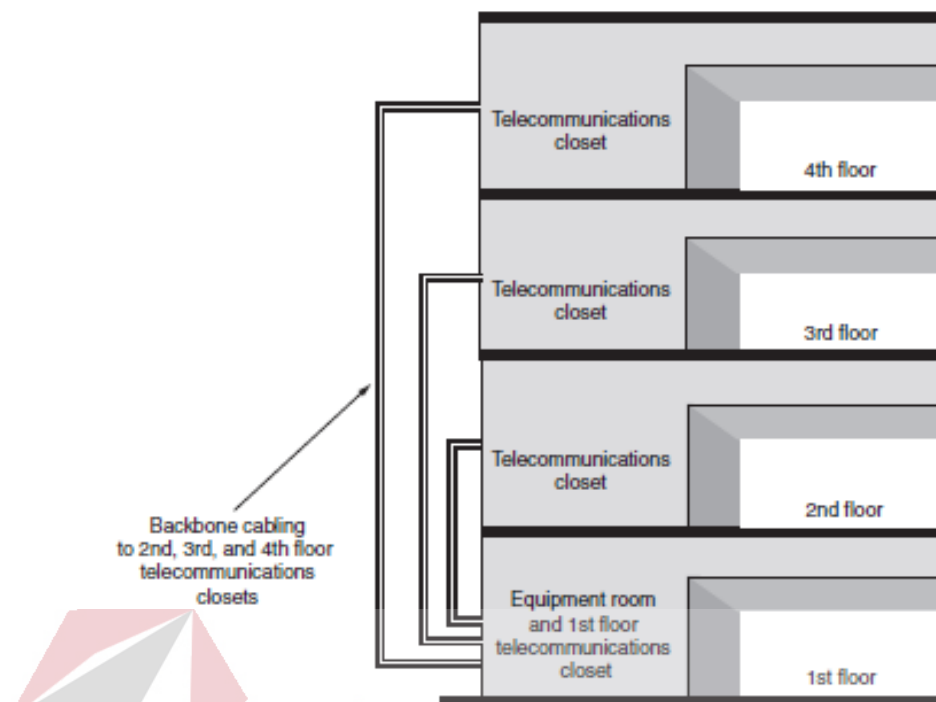 Telecommunications
closet
4th floor
Telecommunications
closet
3rd floor
Telecommunications
closet
2nd floor
Backbone cabling
to 2nd, 3rd, and 4th floor
telecommunications
closets
Equipment room
and 1st floor
telecommunications
closet
1st floor